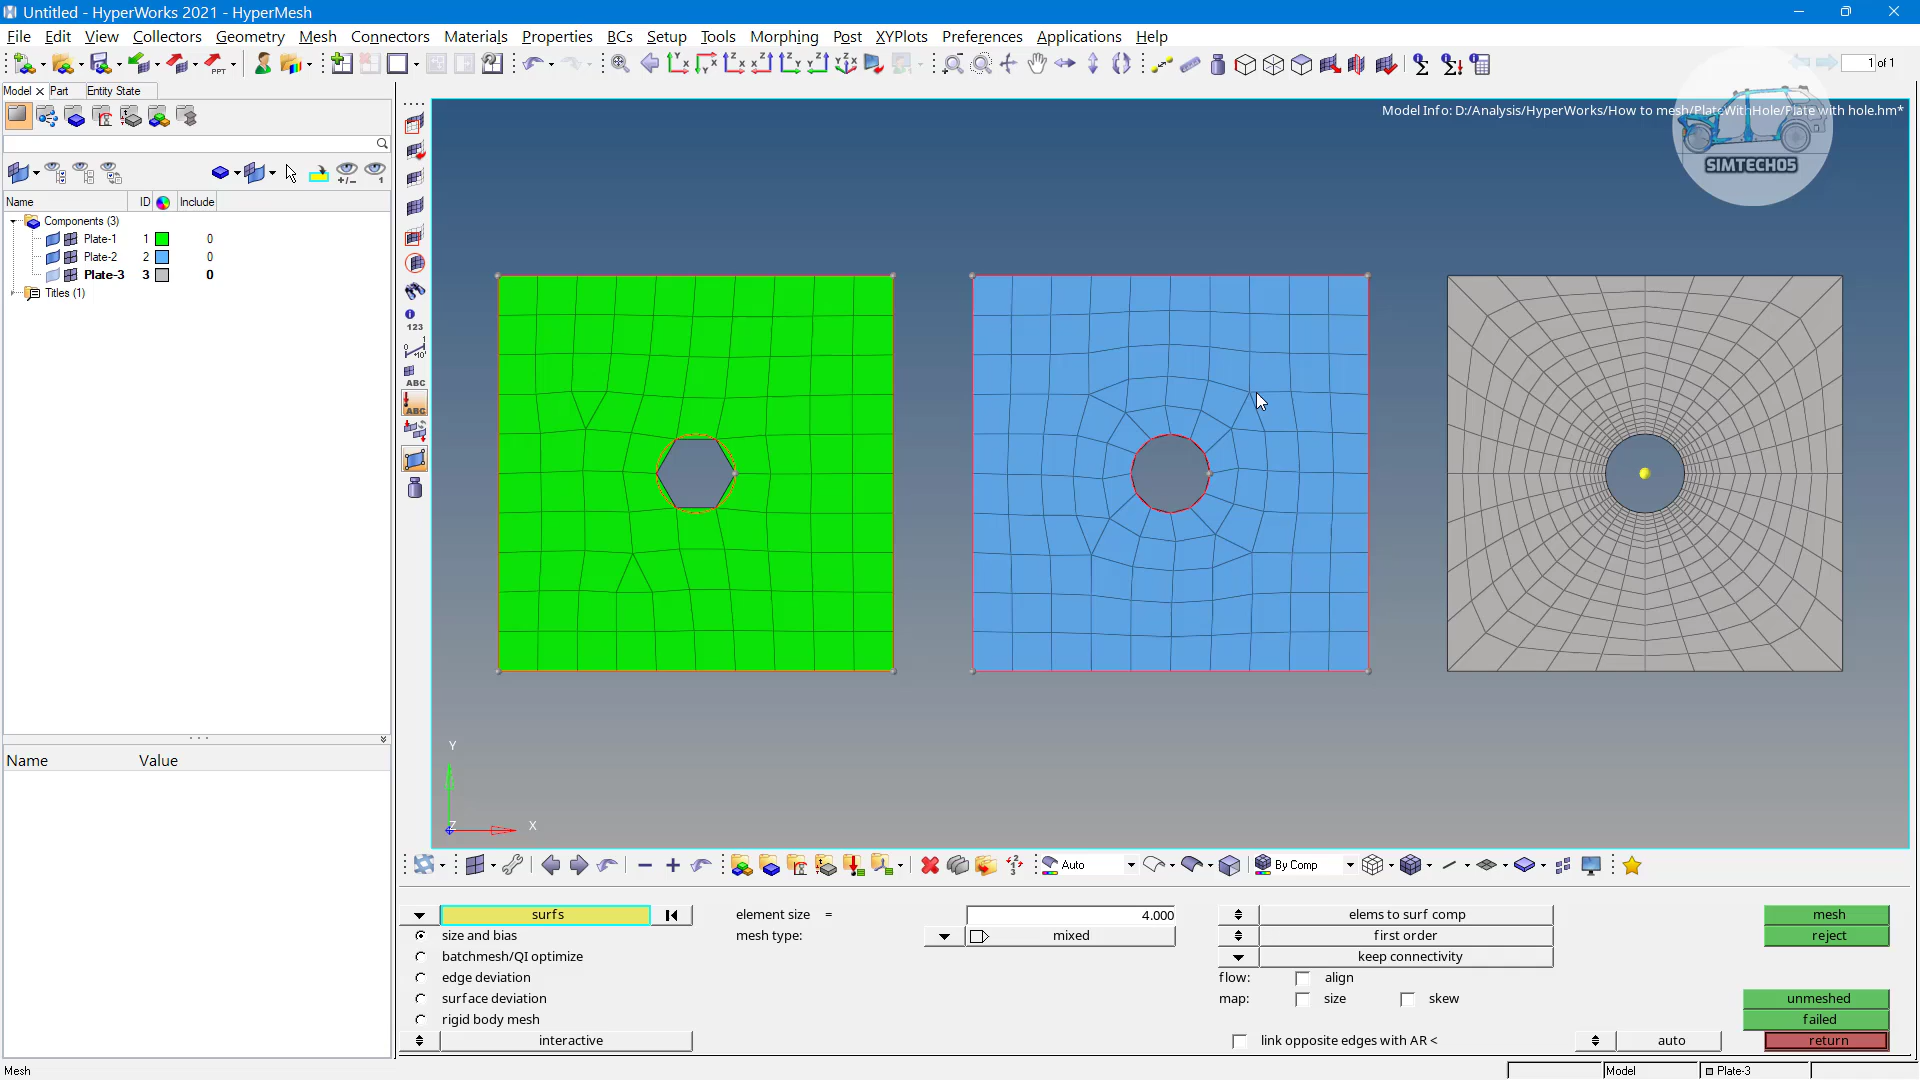 Untitled - HyperWorks 2021 - HyperMesh
File Edit View Collectors Geometry Mesh Connectors Materials Properties BCs Setup Tools Morphing Post XYPlots Preferences Applications Help
1 of 1
Model Part Entity State
Model Info: D:/Analysis/HyperWorks/How to mesh/PlateWithHole/Plate with hole.hm*
SIMTECH05
Name ID Include
Components (3)
Plate-1 1 0
Plate-2 2 0
Plate-3 3 0
Titles (1)
123
ABC
ABC
Name Value
Y
Z X
Auto By Comp
surfs element size = 4.000 elems to surf comp mesh
size and bias mesh type: mixed first order reject
batchmesh/QI optimize keep connectivity
edge deviation flow: align
surface deviation map: size skew unmeshed
rigid body mesh failed
interactive link opposite edges with AR < auto return
Mesh Model Plate-3